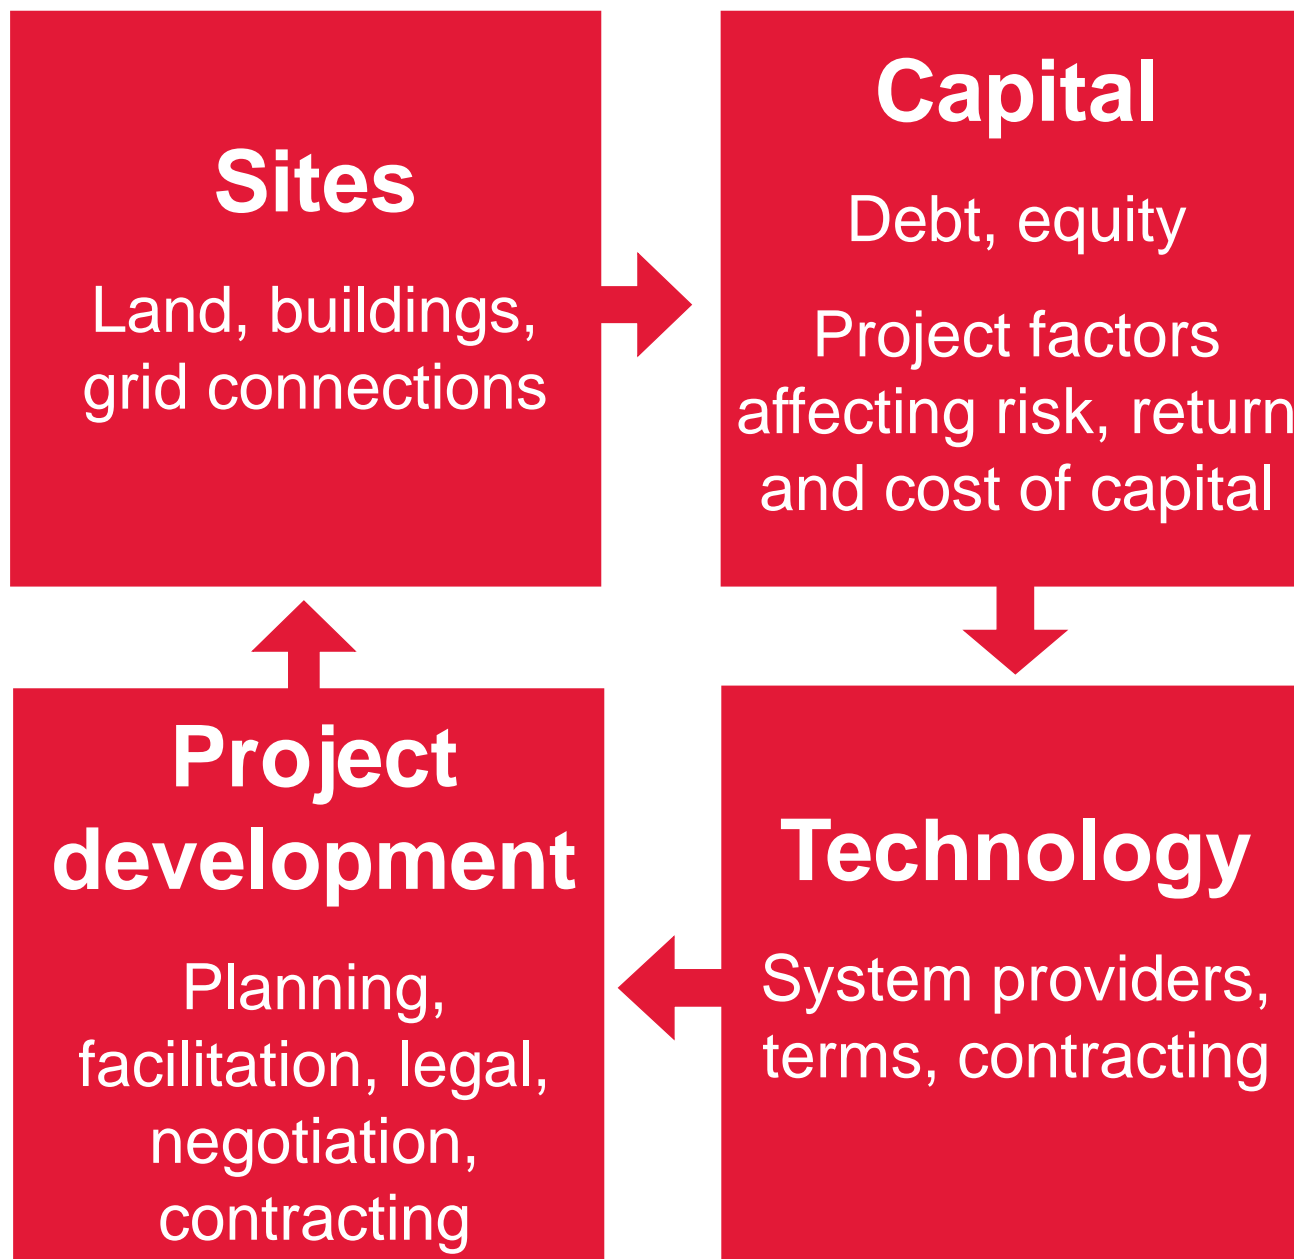 Sites
Land, buildings,
grid connections
Capital
Debt, equity
Project factors
affecting risk, return
and cost of capital
Project
development
Planning,
facilitation, legal,
negotiation,
contracting
Technology
System providers,
terms, contracting